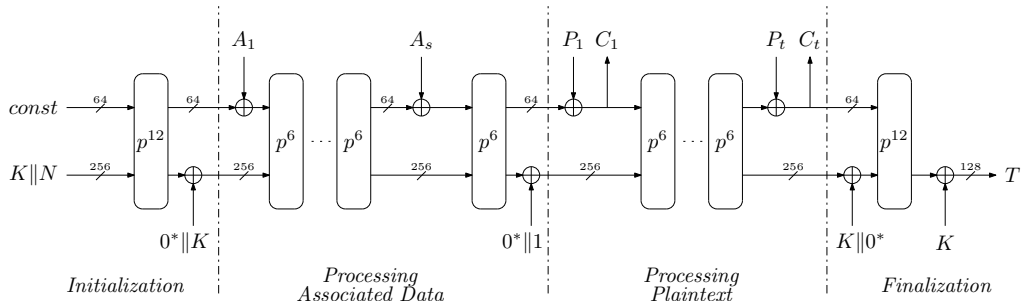 A₁ Aₛ P₁ C₁ Pₜ Cₜ
const 64 p¹² 64 p⁶ ··· p⁶ 64 p⁶ 64 p⁶ ··· p⁶ 64 p¹²
K‖N 256 256 256 256 256 128 T
0*‖K 0*‖1 K‖0* K
Initialization
Processing
Associated Data
Processing
Plaintext
Finalization